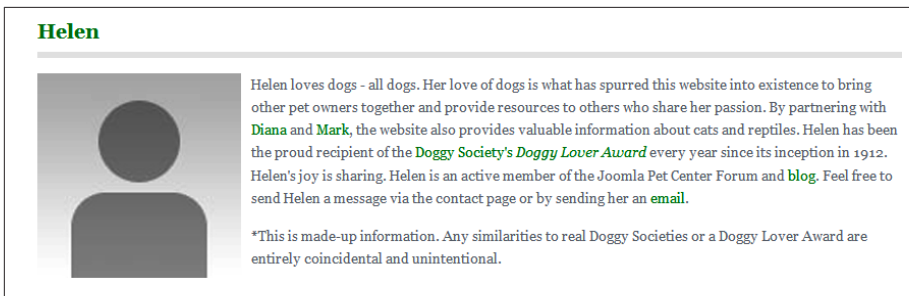 Helen
Helen loves dogs - all dogs. Her love of dogs is what has spurred this website into existence to bring
other pet owners together and provide resources to others who share her passion. By partnering with
Diana and Mark, the website also provides valuable information about cats and reptiles. Helen has been
the proud recipient of the Doggy Society's Doggy Lover Award every year since its inception in 1912.
Helen's joy is sharing. Helen is an active member of the Joomla Pet Center Forum and blog. Feel free to
send Helen a message via the contact page or by sending her an email.
*This is made-up information. Any similarities to real Doggy Societies or a Doggy Lover Award are
entirely coincidental and unintentional.